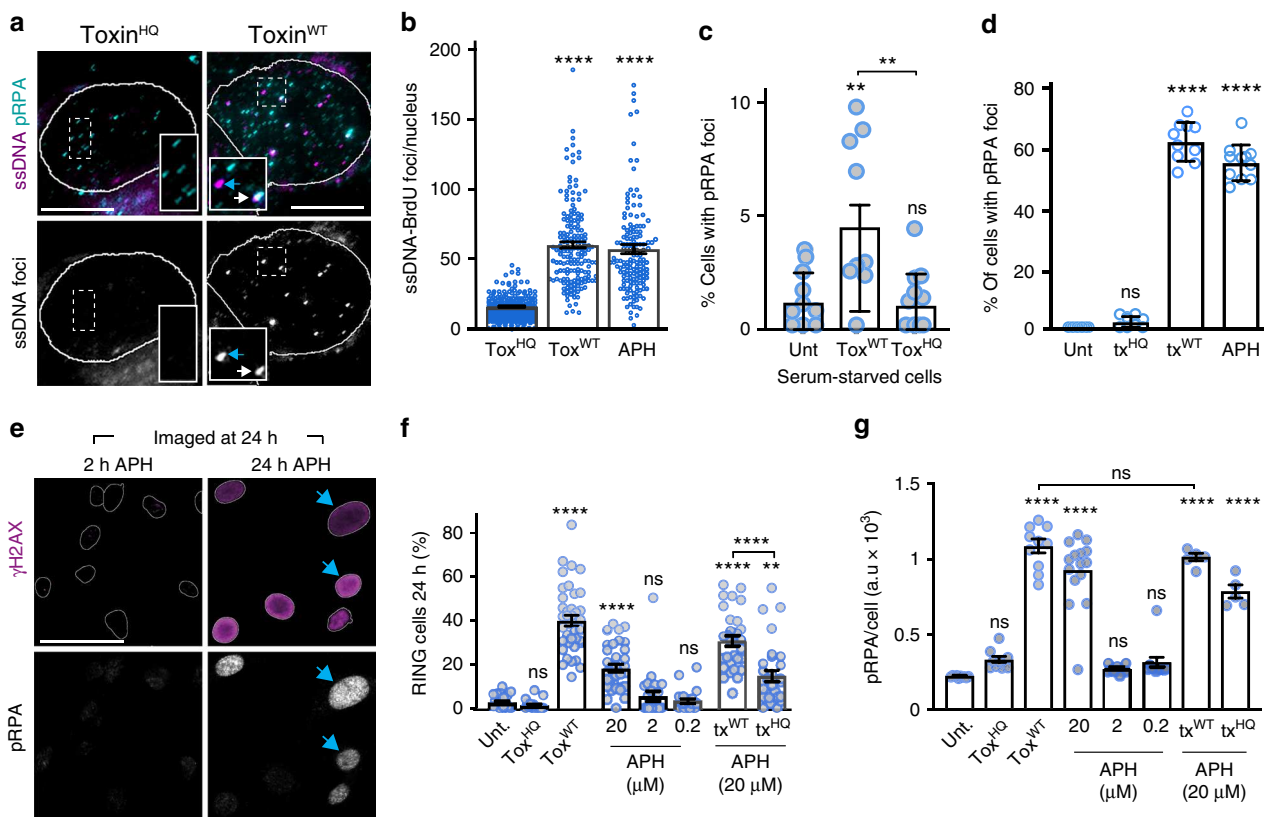 a
Toxin^HQ
Toxin^WT
ssDNA pRPA
ssDNA foci
b
ssDNA-BrdU foci/nucleus
200
150
100
50
0
****
****
Tox^HQ
Tox^WT
APH
c
% Cells with pRPA foci
10
5
0
**
**
ns
Unt
Tox^WT
Tox^HQ
Serum-starved cells
d
% Of cells with pRPA foci
80
60
40
20
0
ns
****
****
Unt
tx^HQ
tx^WT
APH
e
Imaged at 24 h
2 h APH
24 h APH
γH2AX
pRPA
f
RING cells 24 h (%)
80
60
40
20
0
ns
****
****
ns
ns
****
****
**
Unt.
Tox^HQ
Tox^WT
20
2
0.2
tx^WT
tx^HQ
APH
(μM)
APH
(20 μM)
g
pRPA/cell (a.u × 10³)
1.5
1
0.5
0
ns
ns
****
****
ns
ns
****
****
Unt.
Tox^HQ
Tox^WT
20
2
0.2
tx^WT
tx^HQ
APH
(μM)
APH
(20 μM)